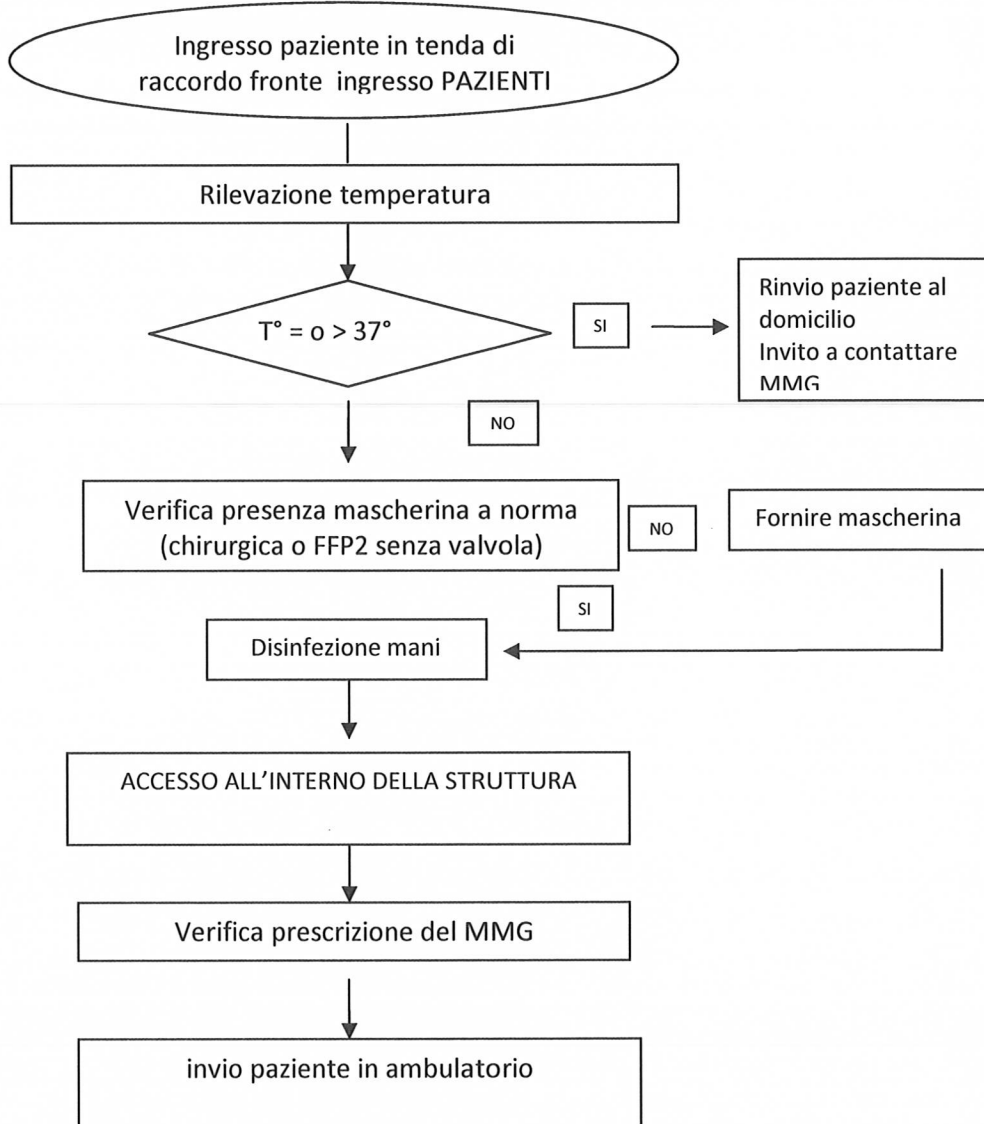 Ingresso paziente in tenda di
raccordo fronte ingresso PAZIENTI
Rilevazione temperatura
T° = o > 37°
SI
Rinvio paziente al
domicilio
Invito a contattare
MMG
NO
Verifica presenza mascherina a norma
(chirurgica o FFP2 senza valvola)
NO
Fornire mascherina
SI
Disinfezione mani
ACCESSO ALL'INTERNO DELLA STRUTTURA
Verifica prescrizione del MMG
invio paziente in ambulatorio